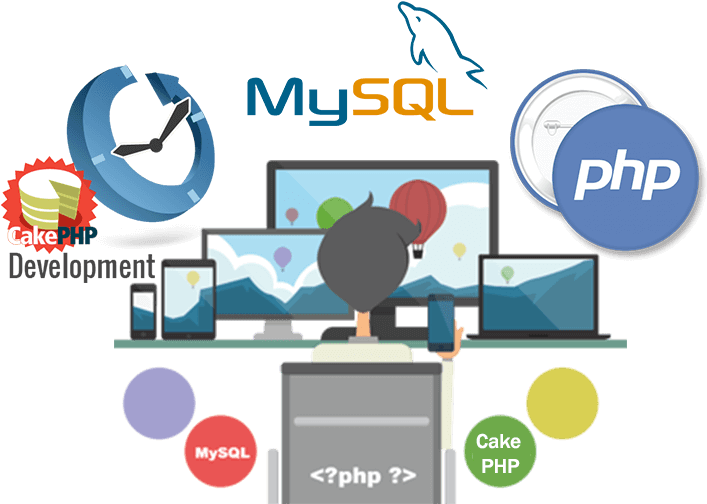 MySQL
php
CakePHP
Development
MySQL
Cake
PHP
<?php ?>